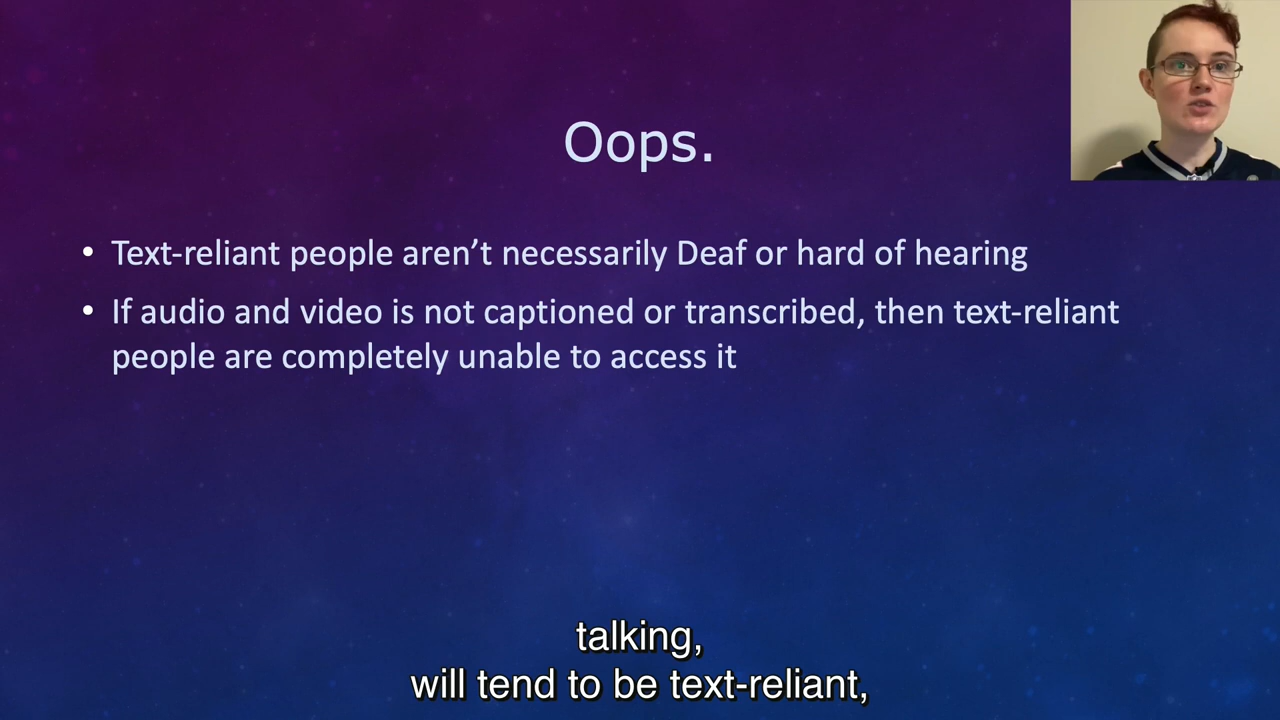 Oops.
• Text-reliant people aren’t necessarily Deaf or hard of hearing
• If audio and video is not captioned or transcribed, then text-reliant
people are completely unable to access it
talking,
will tend to be text-reliant,